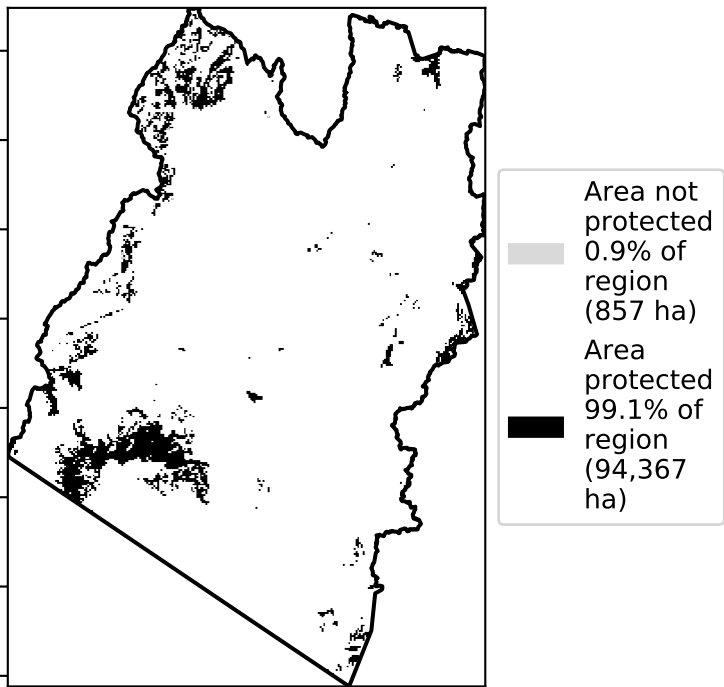 Area not
protected
0.9% of
region
(857 ha)
Area
protected
99.1% of
region
(94,367
ha)